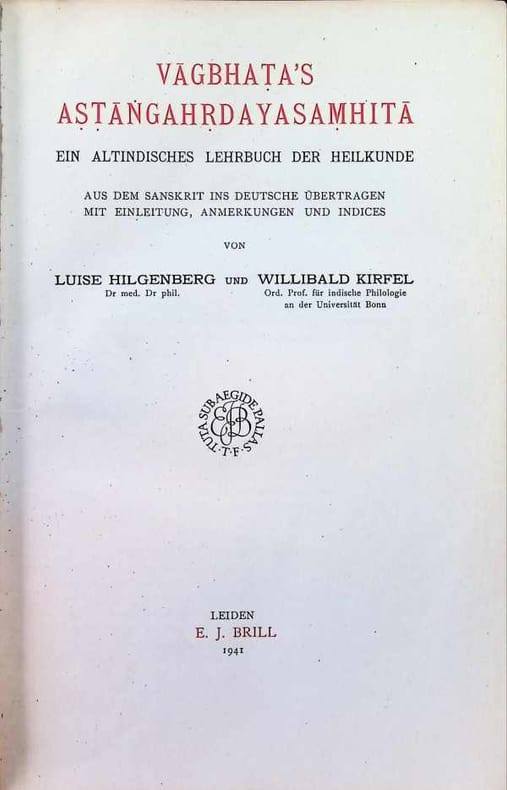 VĀGBHAṬA'S
AṢṬĀṄGAHṚDAYASAṂHITĀ
EIN ALTINDISCHES LEHRBUCH DER HEILKUNDE
AUS DEM SANSKRIT INS DEUTSCHE ÜBERTRAGEN
MIT EINLEITUNG, ANMERKUNGEN UND INDICES
VON
LUISE HILGENBERG UND WILLIBALD KIRFEL
Dr med. Dr phil. Ord. Prof. für indische Philologie
an der Universität Bonn
TUTA SUB AEGIDE PALLAS
EJB
·T·F·
LEIDEN
E. J. BRILL
1941